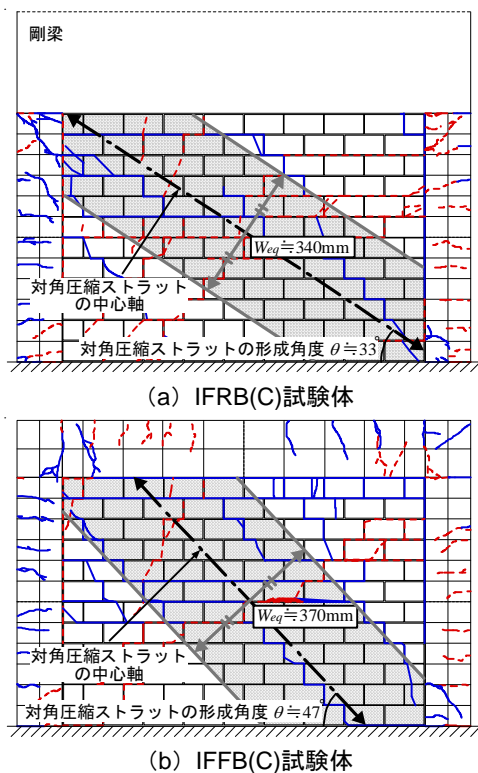 剛梁
Weq≒340mm
対角圧縮ストラット
の中心軸
対角圧縮ストラットの形成角度 θ≒33°
（a）IFRB(C)試験体
Weq≒370mm
対角圧縮ストラット
の中心軸
対角圧縮ストラットの形成角度 θ≒47°
（b）IFFB(C)試験体